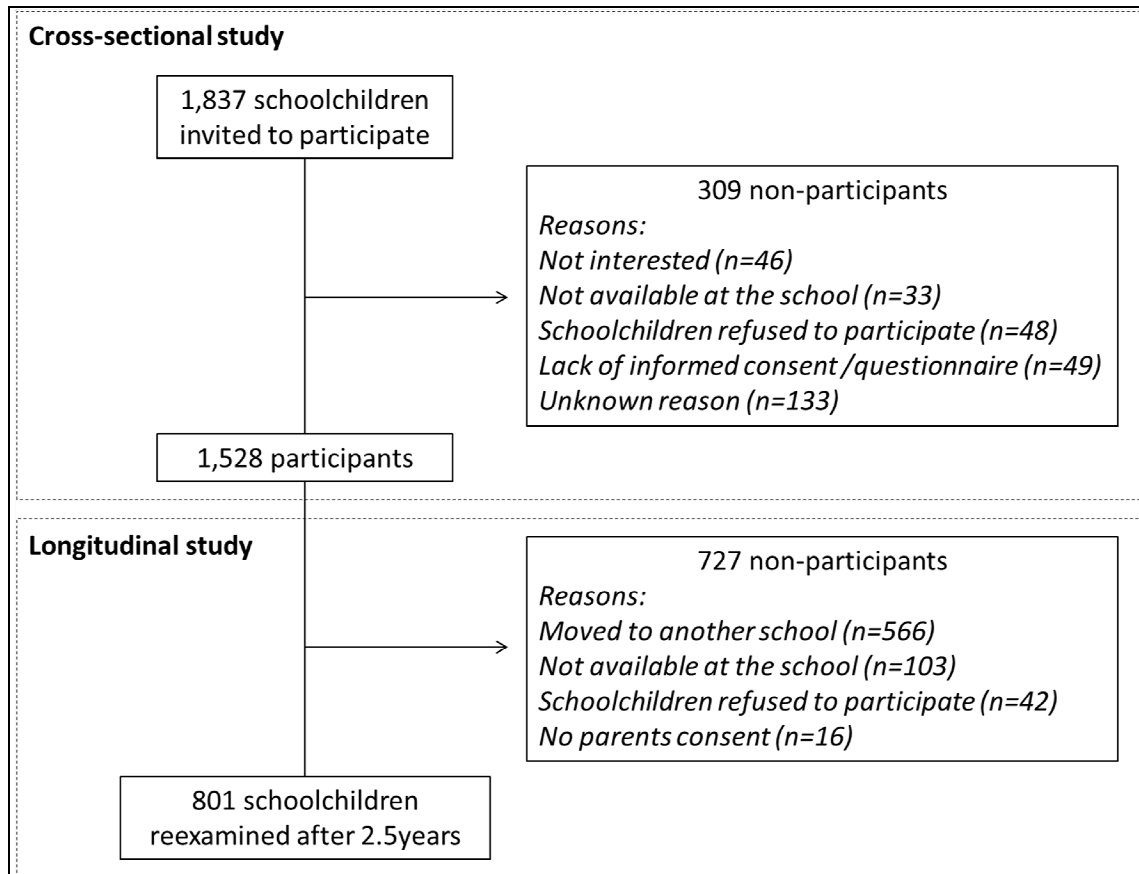 Cross-sectional study
1,837 schoolchildren
invited to participate
309 non-participants
Reasons:
Not interested (n=46)
Not available at the school (n=33)
Schoolchildren refused to participate (n=48)
Lack of informed consent /questionnaire (n=49)
Unknown reason (n=133)
1,528 participants
Longitudinal study
727 non-participants
Reasons:
Moved to another school (n=566)
Not available at the school (n=103)
Schoolchildren refused to participate (n=42)
No parents consent (n=16)
801 schoolchildren
reexamined after 2.5years